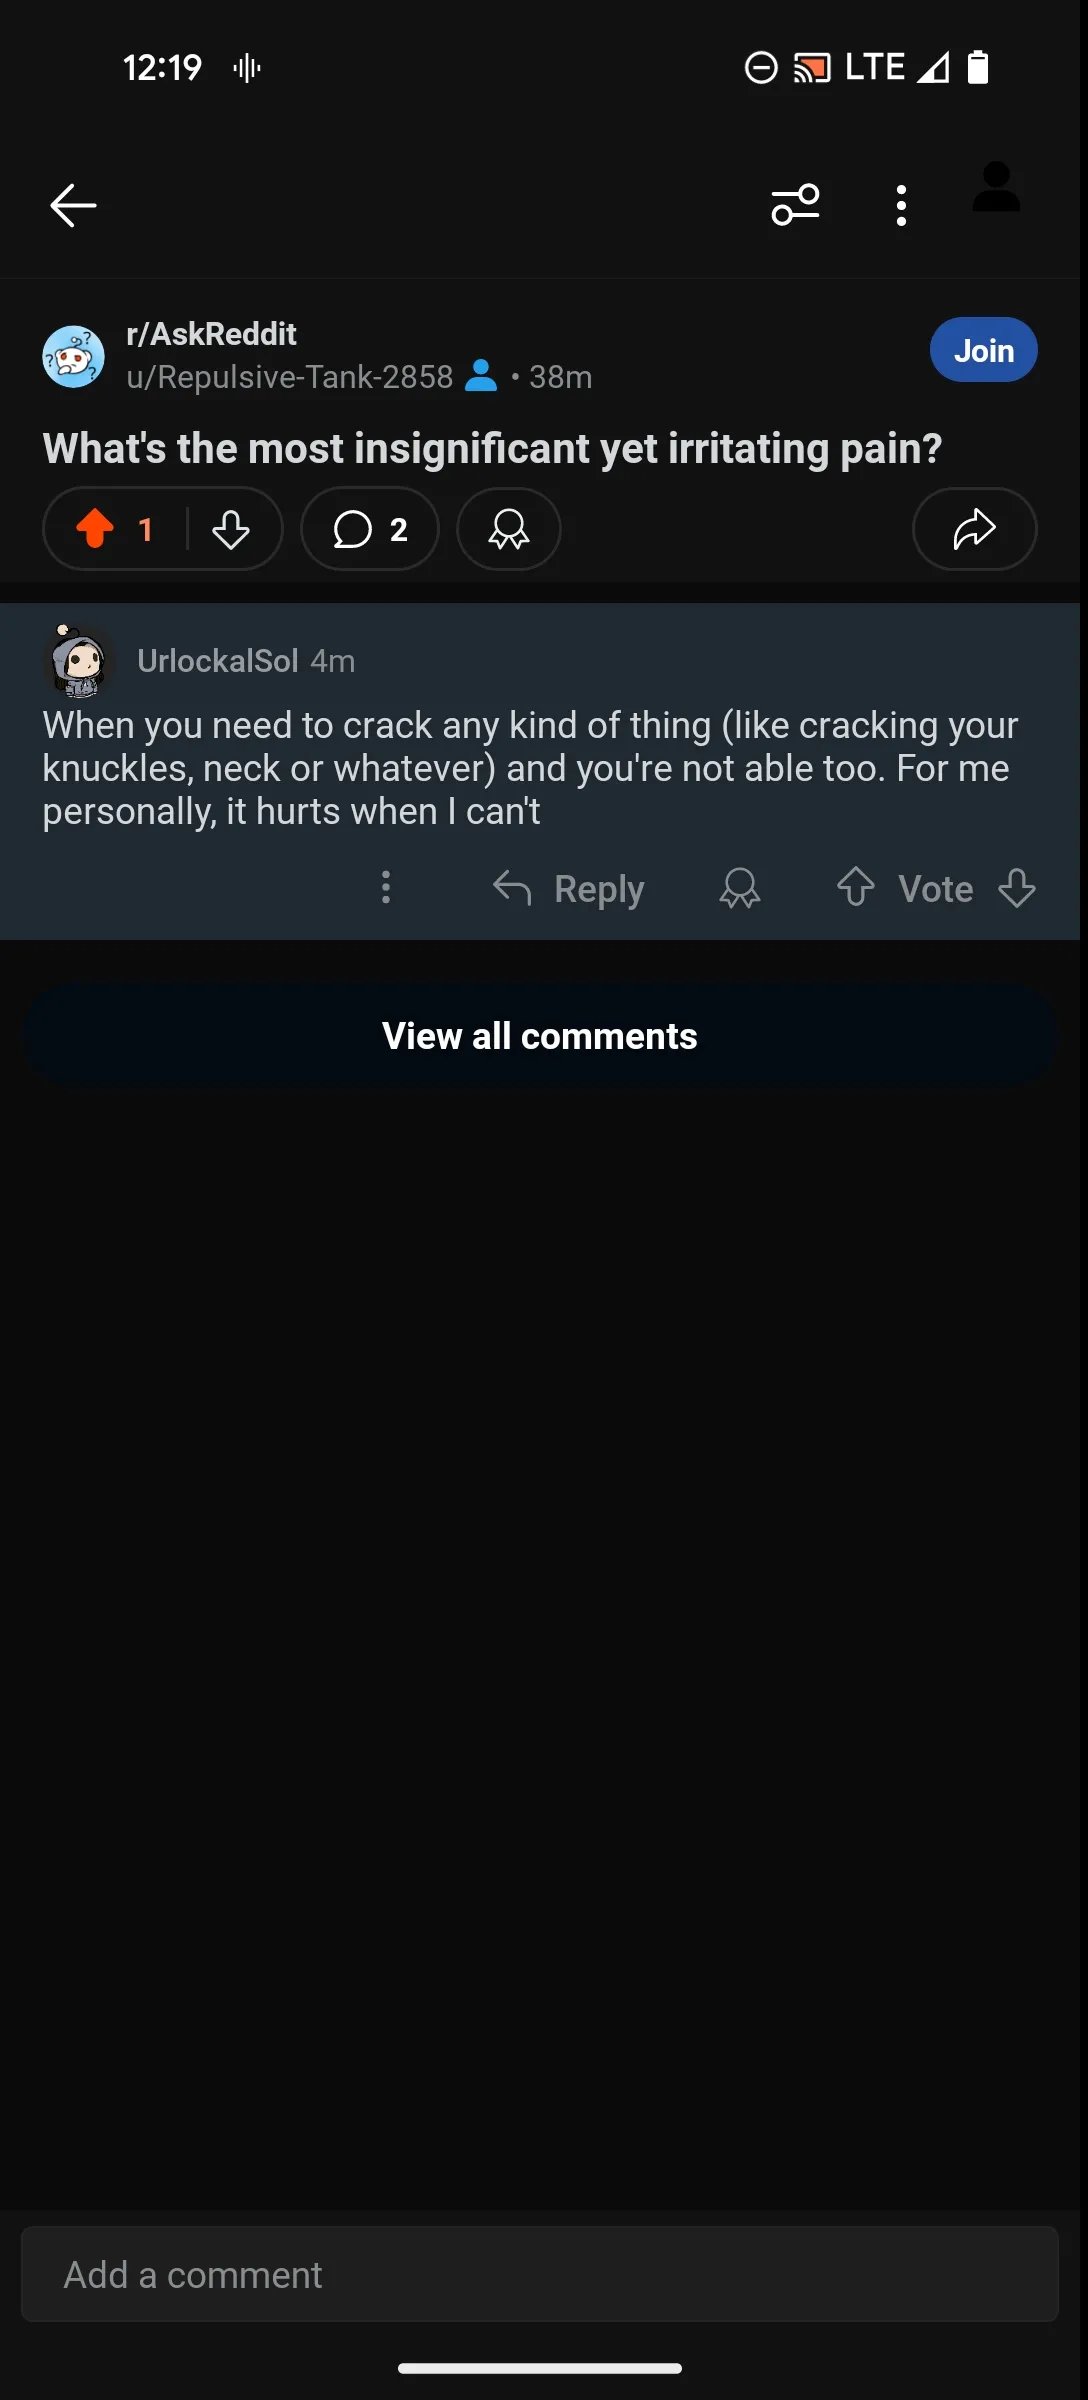 12:19
LTE
r/AskReddit
u/Repulsive-Tank-2858 • 38m
Join
What's the most insignificant yet irritating pain?
1
2
UrlockalSol 4m
When you need to crack any kind of thing (like cracking your
knuckles, neck or whatever) and you're not able too. For me
personally, it hurts when I can't
Reply
Vote
View all comments
Add a comment